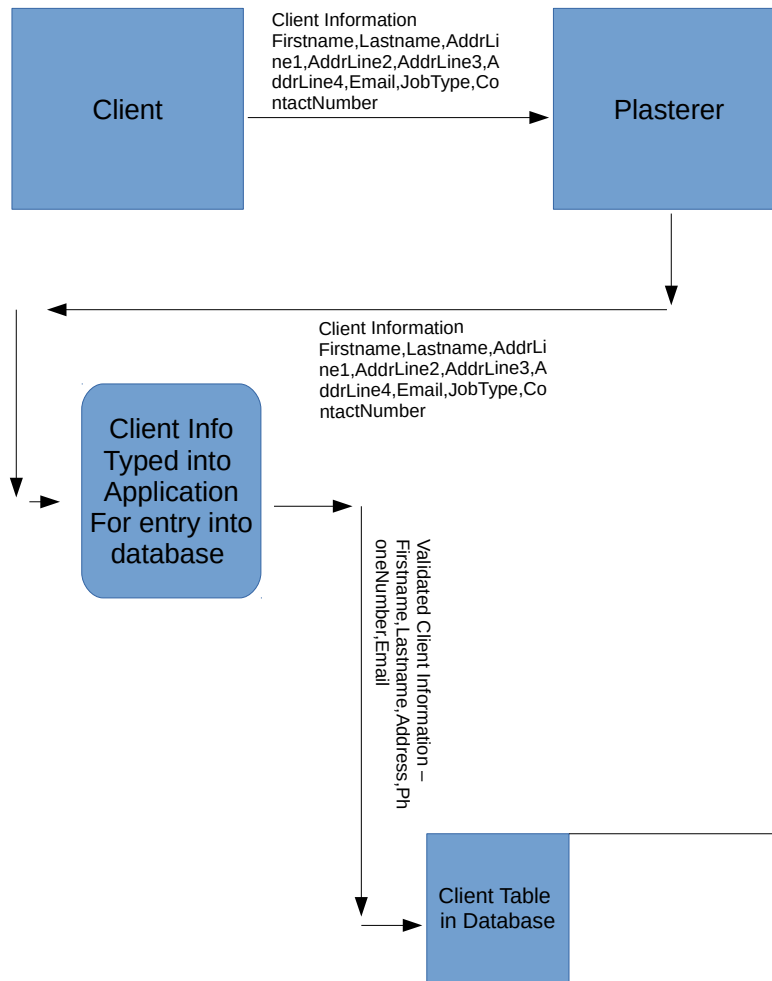 Client Information
Firstname,Lastname,AddrLi
ne1,AddrLine2,AddrLine3,A
ddrLine4,Email,JobType,Co
ntactNumber
Client
Plasterer
Client Information
Firstname,Lastname,AddrLi
ne1,AddrLine2,AddrLine3,A
ddrLine4,Email,JobType,Co
ntactNumber
Client Info
Typed into
Application
For entry into
database
Validated Client Information –
Firstname,Lastname,Address,Ph
oneNumber,Email
Client Table
in Database